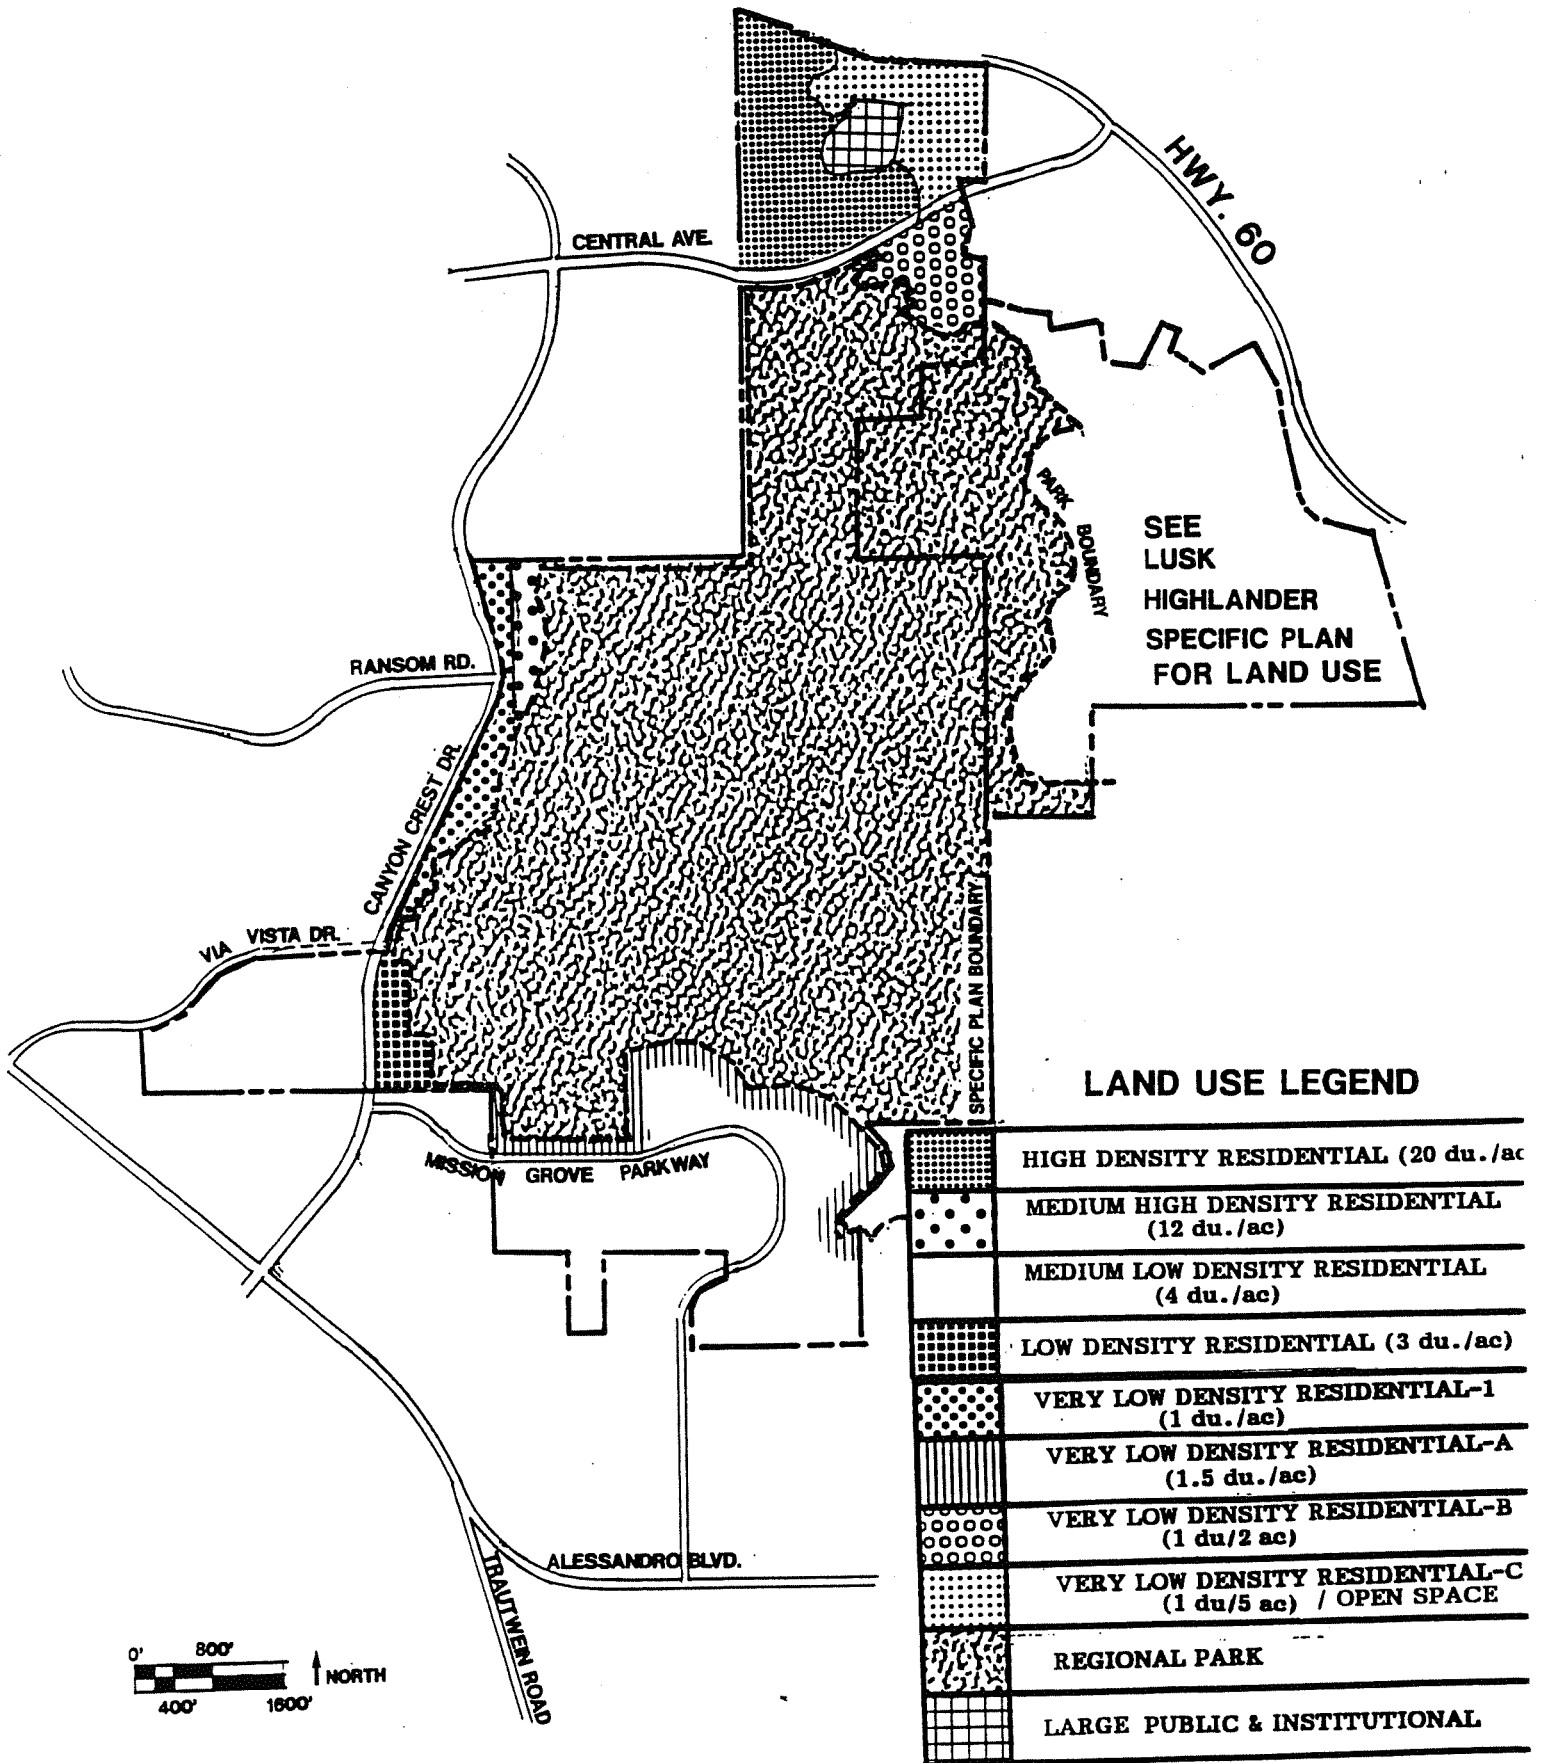 HWY. 60
CENTRAL AVE.
PARK BOUNDARY
SEE
LUSK
HIGHLANDER
SPECIFIC PLAN
FOR LAND USE
RANSOM RD.
CANYON CREST DR.
VIA VISTA DR.
SPECIFIC PLAN BOUNDARY
MISSION GROVE PARKWAY
ALESSANDRO BLVD.
TRAUTWEIN ROAD
0' 800'
400' 1600'
NORTH
LAND USE LEGEND
HIGH DENSITY RESIDENTIAL (20 du./ac
MEDIUM HIGH DENSITY RESIDENTIAL
(12 du./ac)
MEDIUM LOW DENSITY RESIDENTIAL
(4 du./ac)
LOW DENSITY RESIDENTIAL (3 du./ac)
VERY LOW DENSITY RESIDENTIAL-1
(1 du./ac)
VERY LOW DENSITY RESIDENTIAL-A
(1.5 du./ac)
VERY LOW DENSITY RESIDENTIAL-B
(1 du/2 ac)
VERY LOW DENSITY RESIDENTIAL-C
(1 du/5 ac) / OPEN SPACE
REGIONAL PARK
LARGE PUBLIC & INSTITUTIONAL